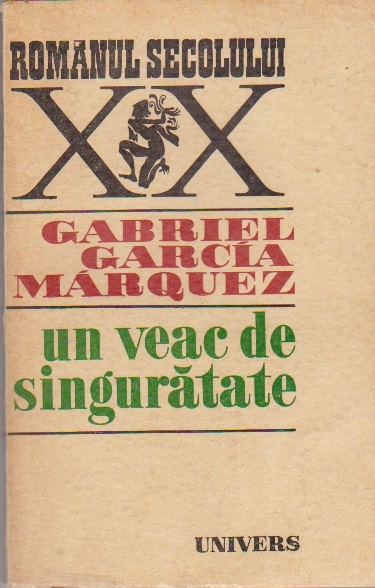 ROMANUL SECOLULUI
XX
GABRIEL
GARCÍA
MÁRQUEZ
un veac de
singurătate
UNIVERS